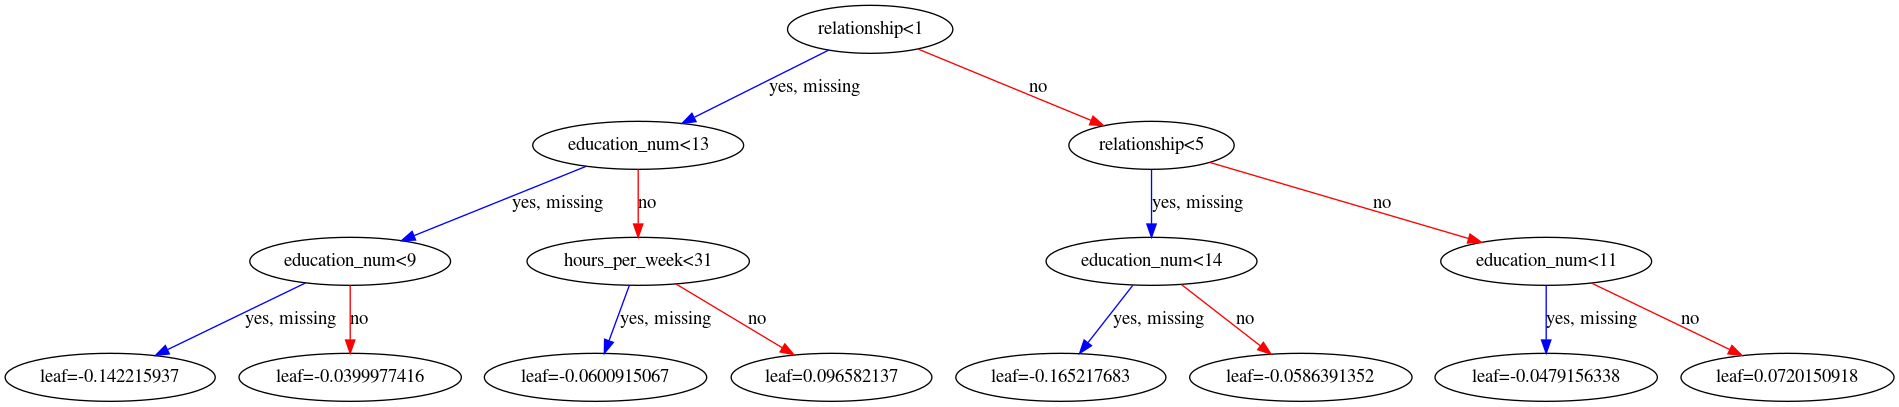 relationship<1
yes, missing
no
education_num<13
relationship<5
yes, missing
no
yes, missing
no
education_num<9
hours_per_week<31
education_num<14
education_num<11
yes, missing
no
yes, missing
no
yes, missing
no
yes, missing
no
leaf=-0.142215937
leaf=-0.0399977416
leaf=-0.0600915067
leaf=0.096582137
leaf=-0.165217683
leaf=-0.0586391352
leaf=-0.0479156338
leaf=0.0720150918